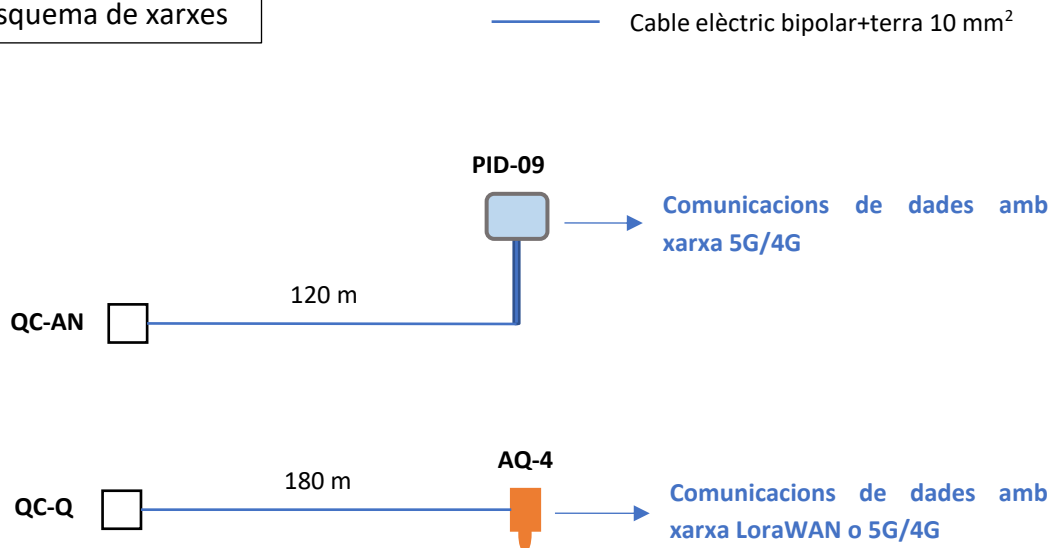 squema de xarxes
Cable elèctric bipolar+terra 10 mm²
PID-09
Comunicacions de dades amb
xarxa 5G/4G
120 m
QC-AN
AQ-4
180 m
Comunicacions de dades amb
xarxa LoraWAN o 5G/4G
QC-Q